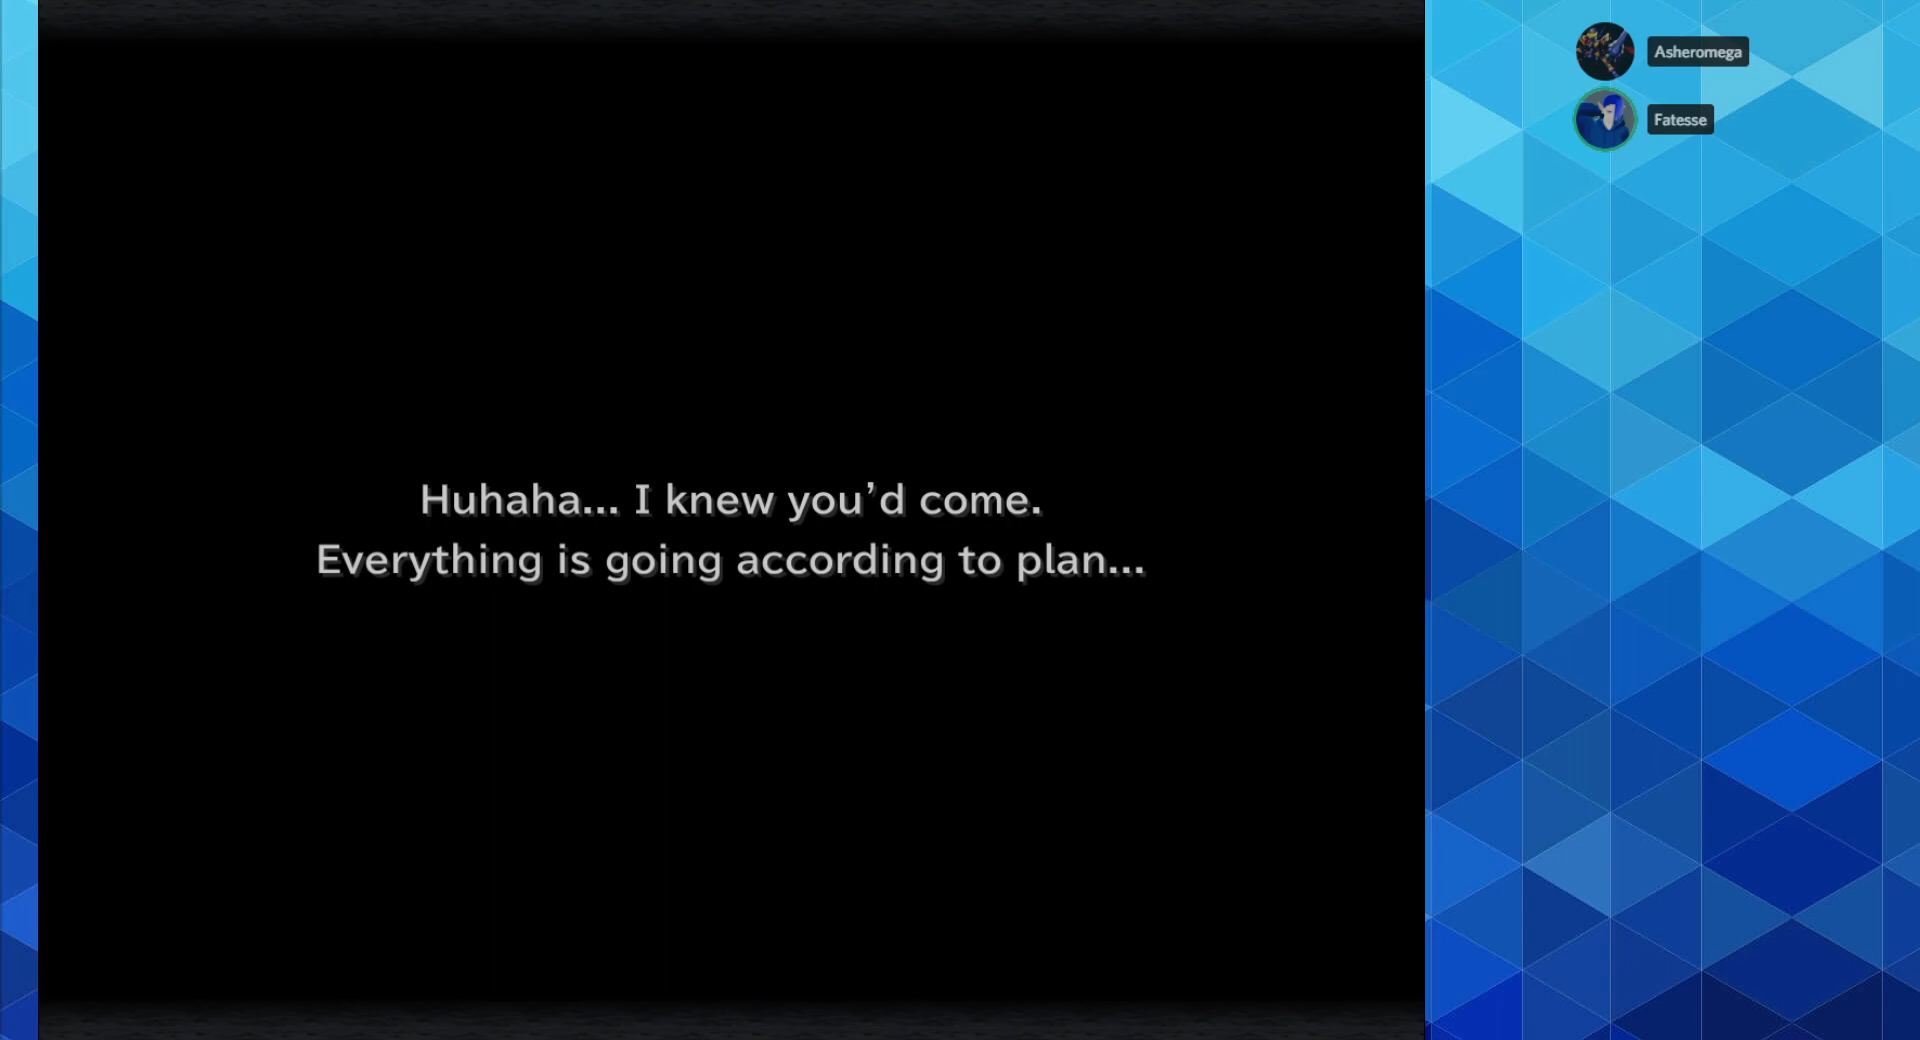 Huhaha... I knew you’d come.
Everything is going according to plan...
Asheromega
Fatesse